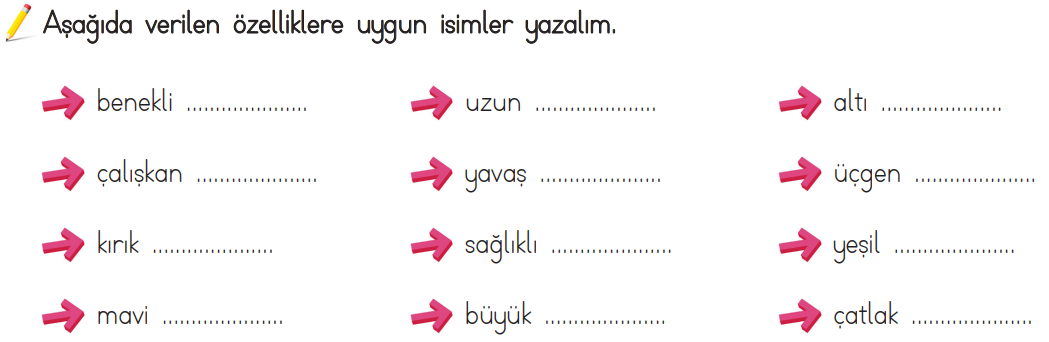 Aşağıda verilen özelliklere uygun isimler yazalım.
benekli ..................... uzun ..................... altı .....................
çalışkan ..................... yavaş ..................... üçgen .....................
kırık ..................... sağlıklı ..................... yeşil .....................
mavi ..................... büyük ..................... çatlak .....................